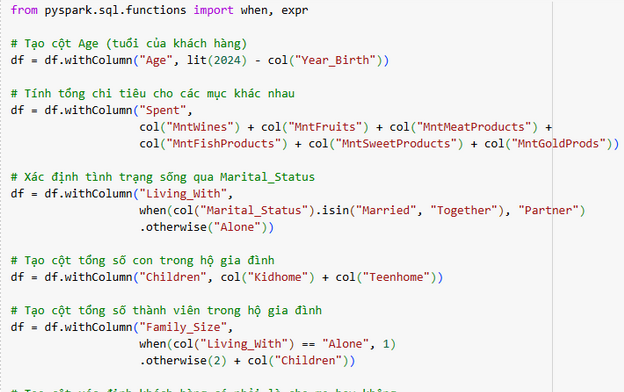 from pyspark.sql.functions import when, expr
# Tạo cột Age (tuổi của khách hàng)
df = df.withColumn("Age", lit(2024) - col("Year_Birth"))
# Tính tổng chi tiêu cho các mục khác nhau
df = df.withColumn("Spent",
col("MntWines") + col("MntFruits") + col("MntMeatProducts") +
col("MntFishProducts") + col("MntSweetProducts") + col("MntGoldProds"))
# Xác định tình trạng sống qua Marital_Status
df = df.withColumn("Living_With",
when(col("Marital_Status").isin("Married", "Together"), "Partner")
.otherwise("Alone"))
# Tạo cột tổng số con trong hộ gia đình
df = df.withColumn("Children", col("Kidhome") + col("Teenhome"))
# Tạo cột tổng số thành viên trong hộ gia đình
df = df.withColumn("Family_Size",
when(col("Living_With") == "Alone", 1)
.otherwise(2) + col("Children"))